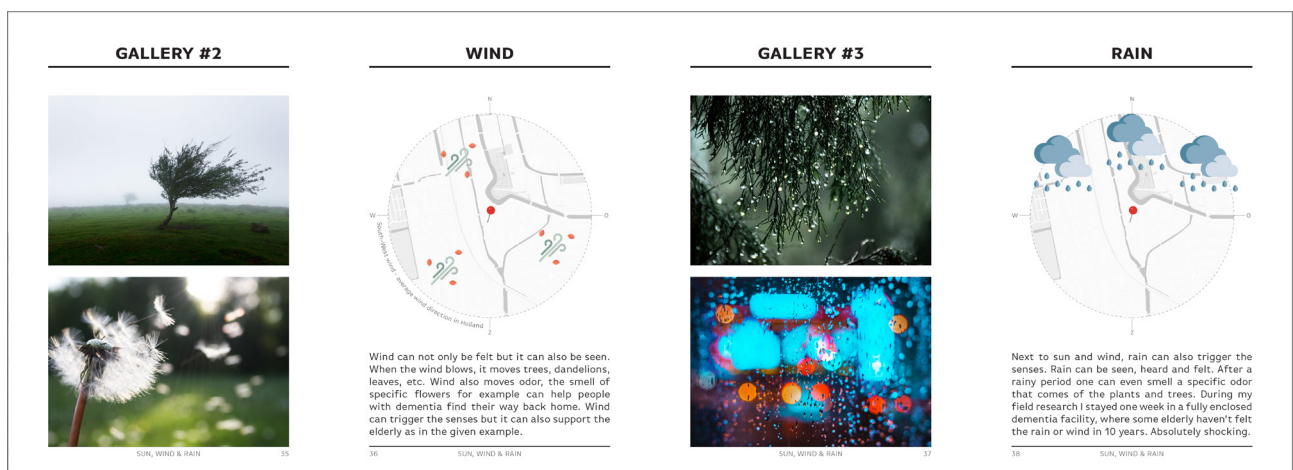 GALLERY #2
SUN, WIND & RAIN
35
WIND
N
W
O
Z
South-West wind - average wind direction in Holland
Wind can not only be felt but it can also be seen.
When the wind blows, it moves trees, dandelions,
leaves, etc. Wind also moves odor, the smell of
specific flowers for example can help people
with dementia find their way back home. Wind
can trigger the senses but it can also support the
elderly as in the given example.
36
SUN, WIND & RAIN
GALLERY #3
SUN, WIND & RAIN
37
RAIN
N
W
O
Z
Next to sun and wind, rain can also trigger the
senses. Rain can be seen, heard and felt. After a
rainy period one can even smell a specific odor
that comes of the plants and trees. During my
field research I stayed one week in a fully enclosed
dementia facility, where some elderly haven't felt
the rain or wind in 10 years. Absolutely shocking.
38
SUN, WIND & RAIN